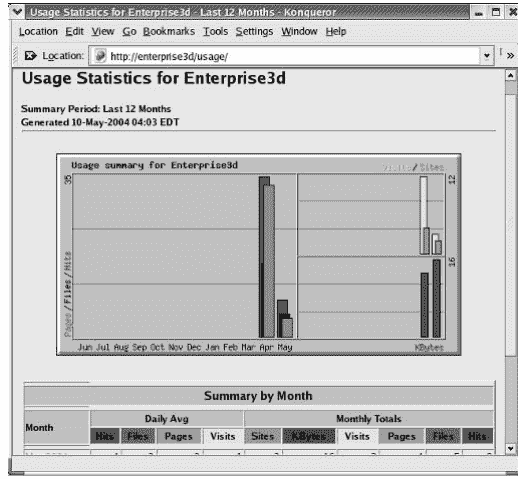 Usage Statistics for Enterprise3d - Last 12 Months - Konqueror
Location Edit View Go Bookmarks Tools Settings Window Help
Location: http://enterprise3d/usage/
Usage Statistics for Enterprise3d
Summary Period: Last 12 Months
Generated 10-May-2004 04:03 EDT
Usage summary for Enterprise3d
Visits/Sites
35
12
Pages/Files/Hits
16
Jun Jul Aug Sep Oct Nov Dec Jan Feb Mar Apr May
KBytes
Summary by Month
Month
Daily Avg
Monthly Totals
Hits Files Pages Visits Sites KBytes Visits Pages Files Hits